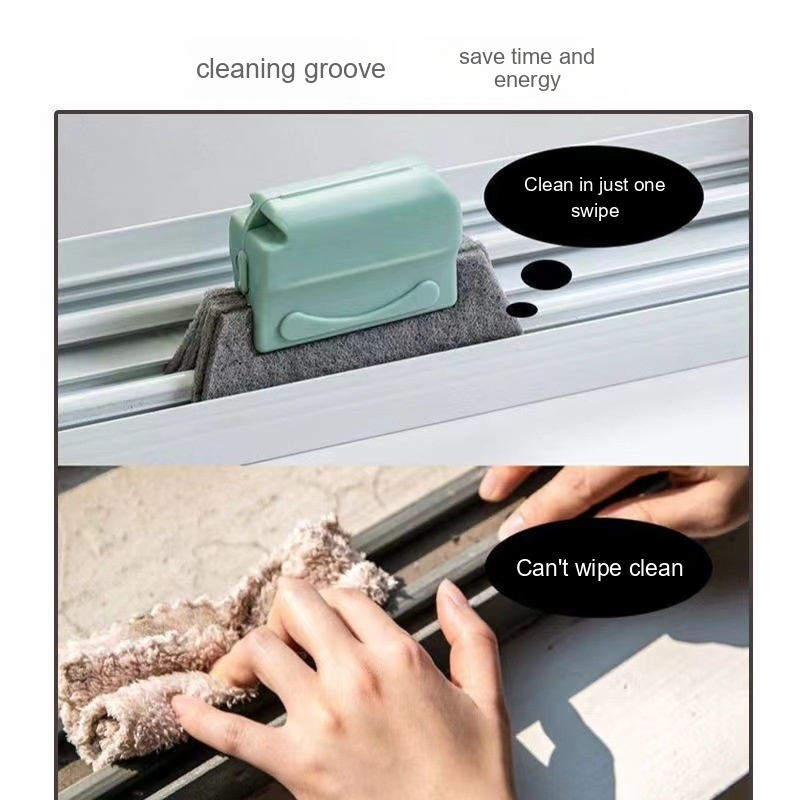 cleaning groove
save time and
energy
Clean in just one
swipe
Can't wipe clean